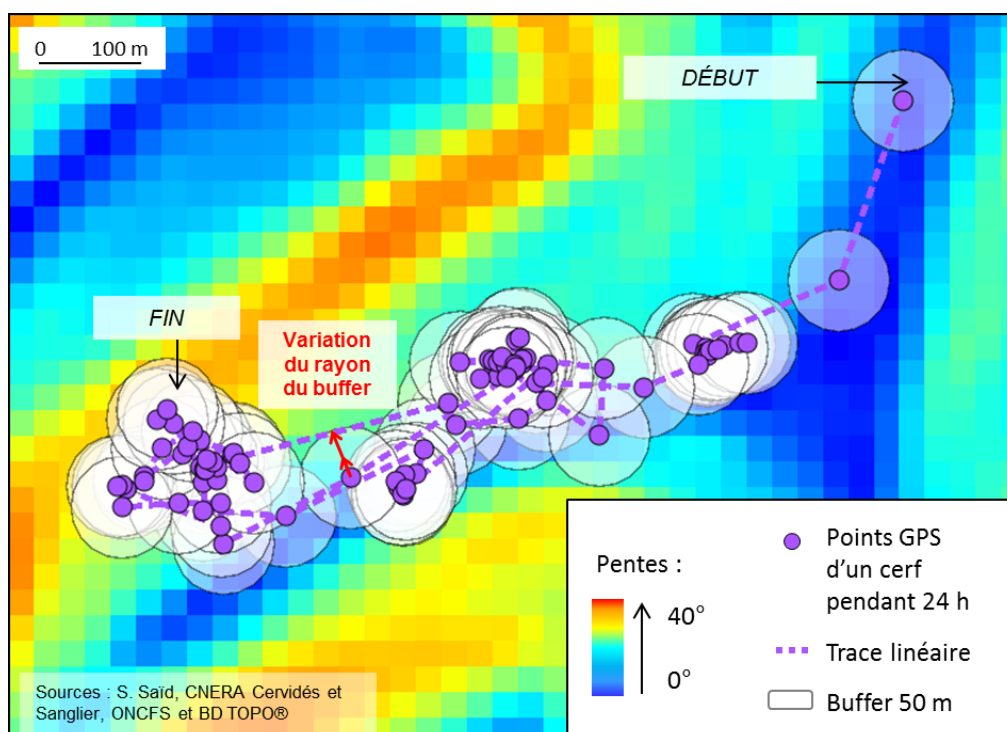 0 100 m
DÉBUT
FIN
Variation
du rayon
du buffer
Pentes :
40°
0°
Points GPS
d’un cerf
pendant 24 h
Trace linéaire
Buffer 50 m
Sources : S. Saïd, CNERA Cervidés et
Sanglier, ONCFS et BD TOPO®